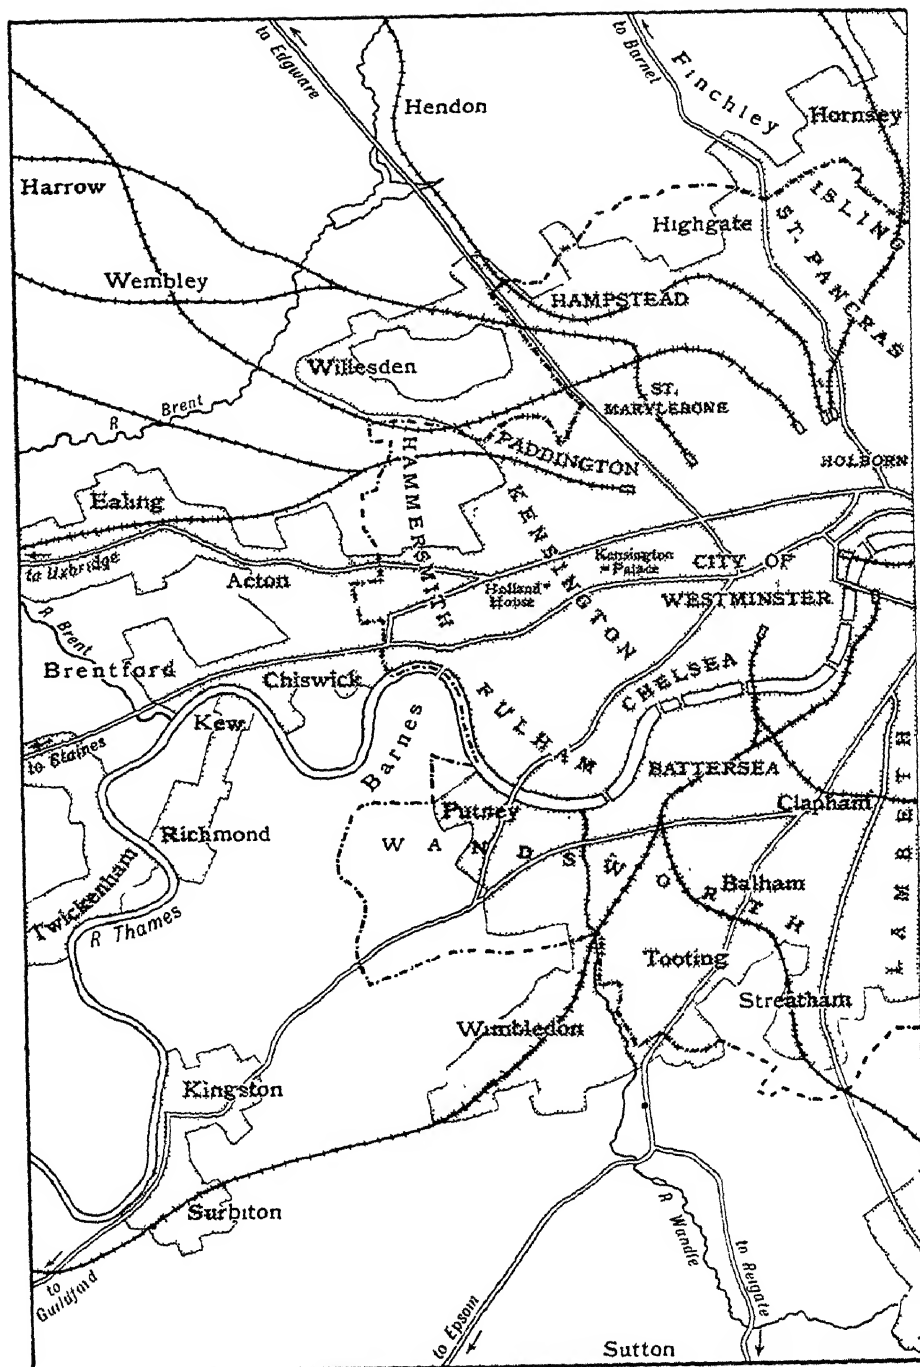 to Edgware
to Barnet
Finchley
Hendon
Hornsey
Harrow
ISLING
Highgate
ST. PANCRAS
Wembley
HAMPSTEAD
Willesden
R Brent
ST.
MARYLEBONE
PADDINGTON
HOLBORN
HAMMERSMITH
KENSINGTON
Ealing
to Uxbridge
Acton
Kensington
Palace
Holland
House
CITY OF
WESTMINSTER
R Brent
Brentford
Chiswick
CHELSEA
Kew
FULHAM
to Staines
Barnes
BATTERSEA
Putney
Clapham
Richmond
WANDSWORTH
LAMBETH
Twickenham
Balham
R Thames
Tooting
Streatham
Wimbledon
Kingston
Surbiton
R Wandle
to Reigate
to
Guildford
to Epsom
Sutton